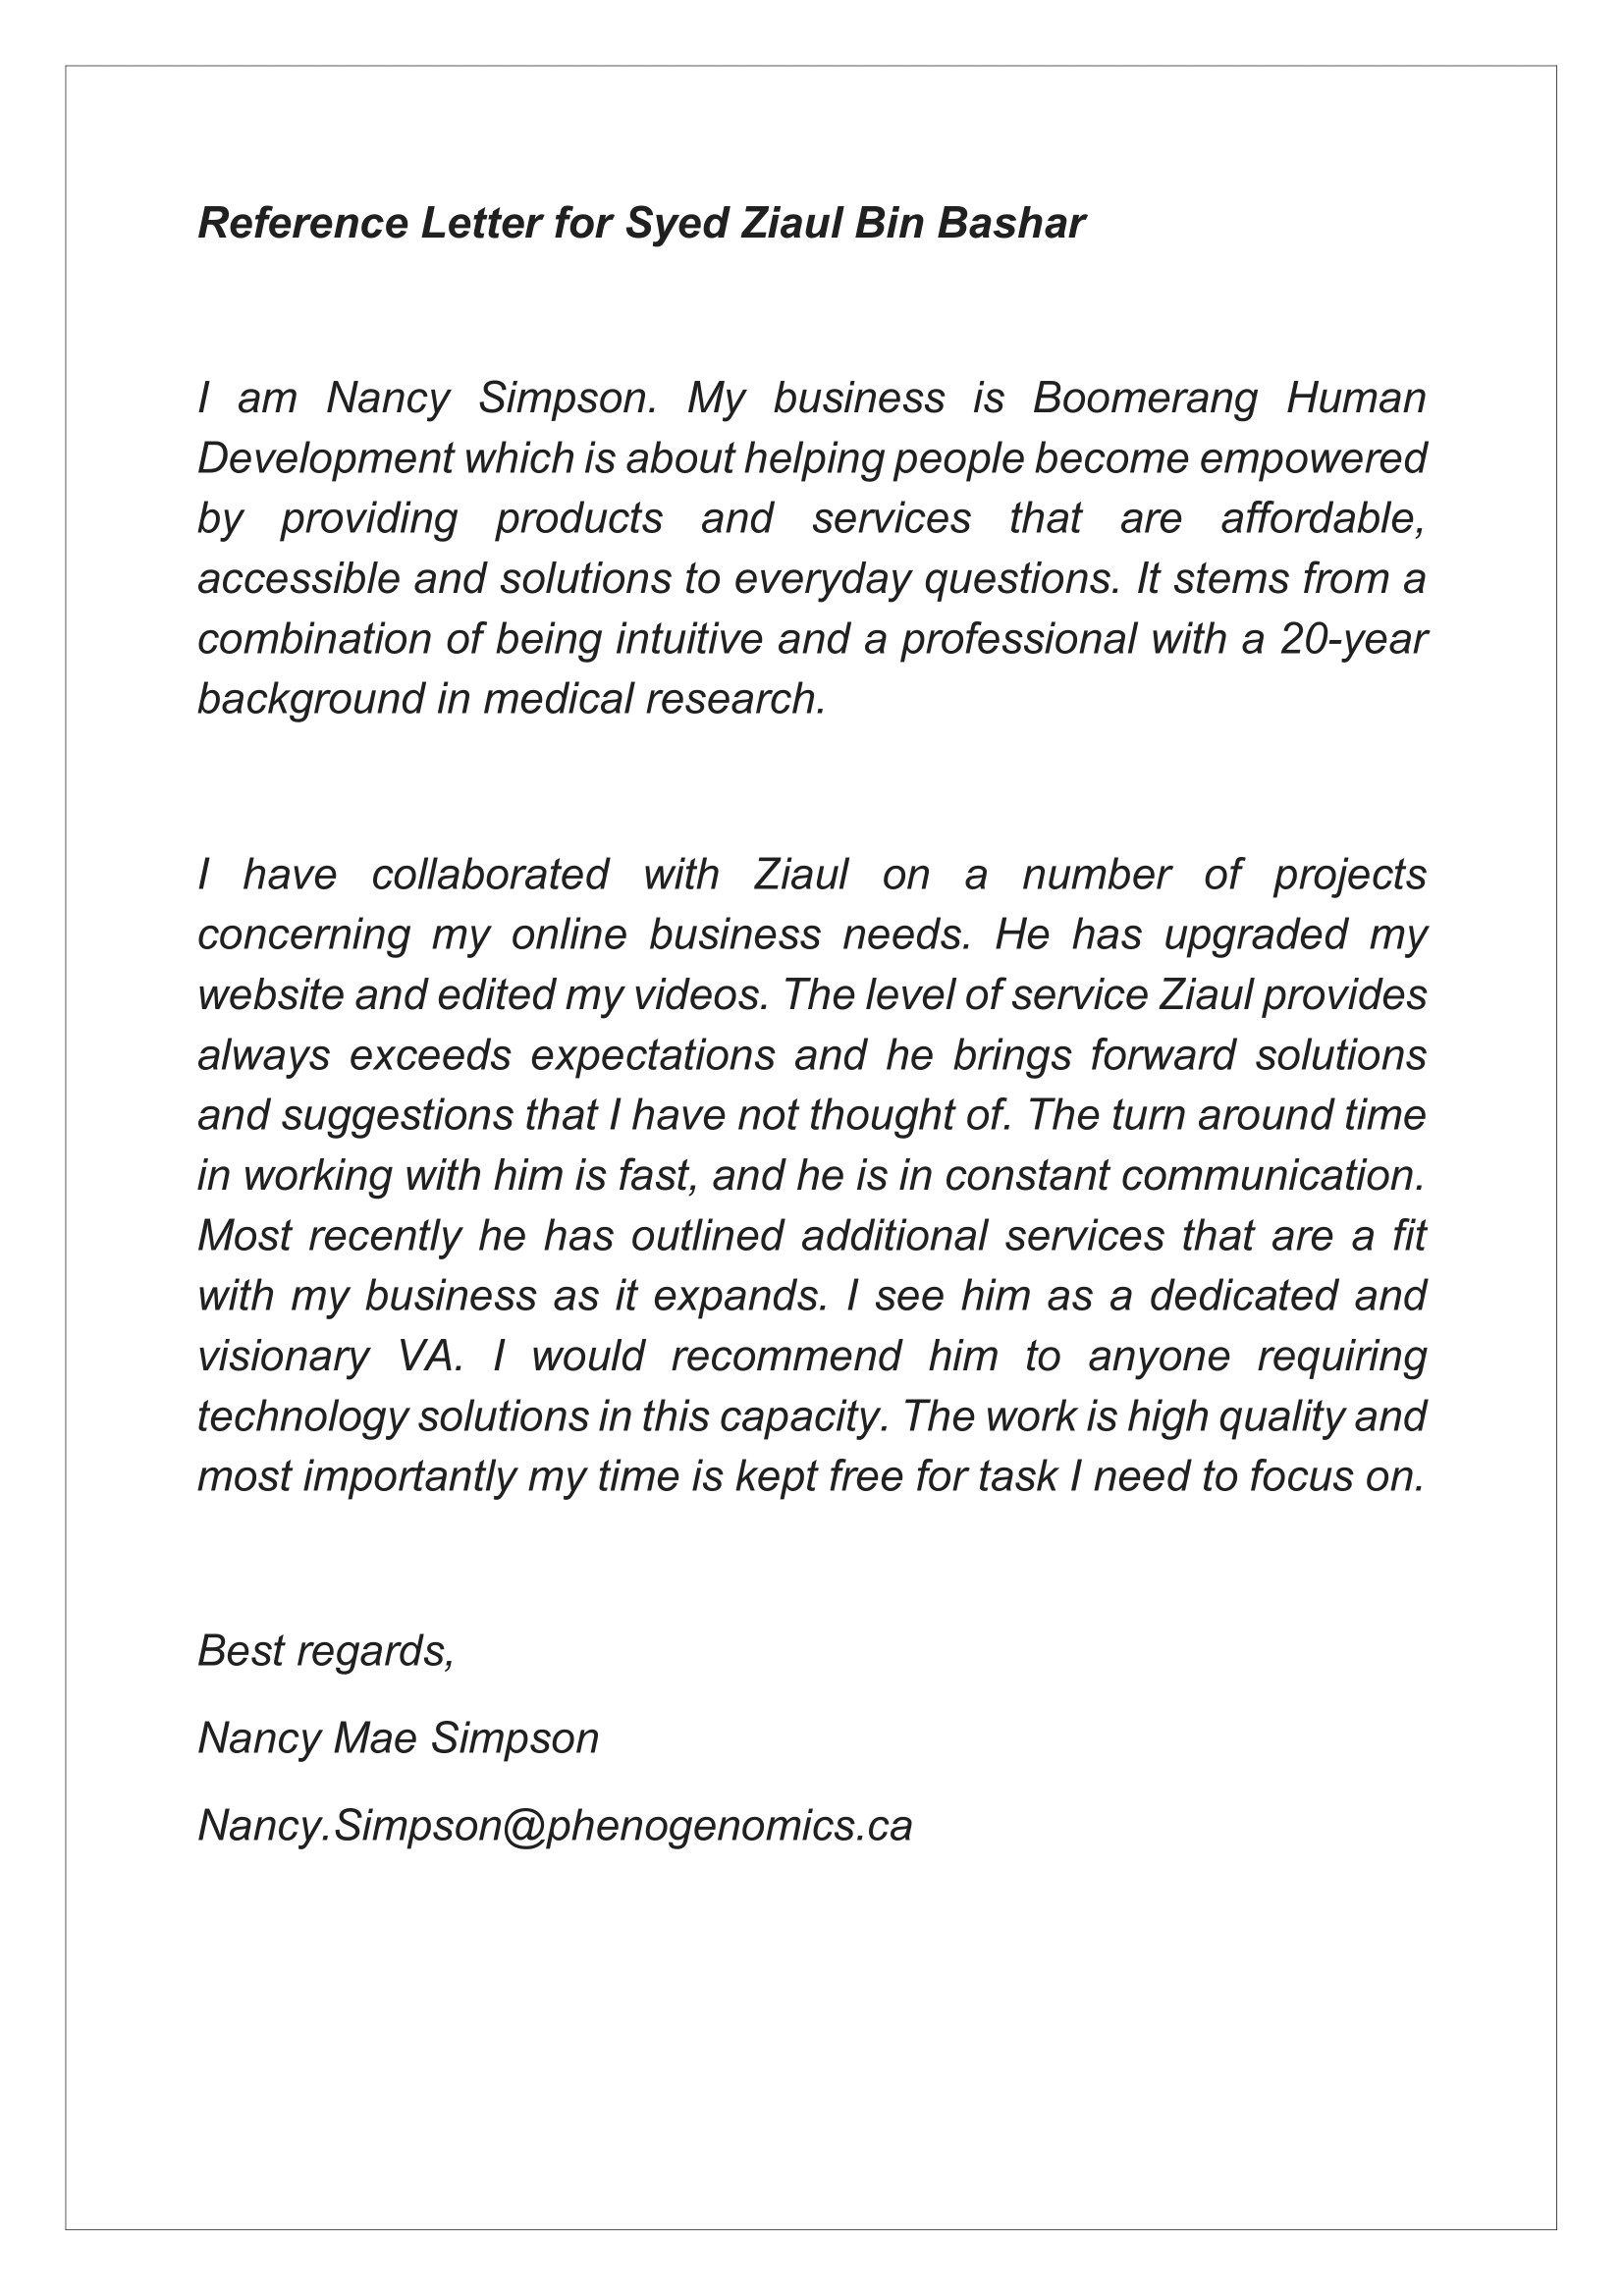 Reference Letter for Syed Ziaul Bin Bashar
I am Nancy Simpson. My business is Boomerang Human
Development which is about helping people become empowered
by providing products and services that are affordable,
accessible and solutions to everyday questions. It stems from a
combination of being intuitive and a professional with a 20-year
background in medical research.
I have collaborated with Ziaul on a number of projects
concerning my online business needs. He has upgraded my
website and edited my videos. The level of service Ziaul provides
always exceeds expectations and he brings forward solutions
and suggestions that I have not thought of. The turn around time
in working with him is fast, and he is in constant communication.
Most recently he has outlined additional services that are a fit
with my business as it expands. I see him as a dedicated and
visionary VA. I would recommend him to anyone requiring
technology solutions in this capacity. The work is high quality and
most importantly my time is kept free for task I need to focus on.
Best regards,
Nancy Mae Simpson
Nancy.Simpson@phenogenomics.ca